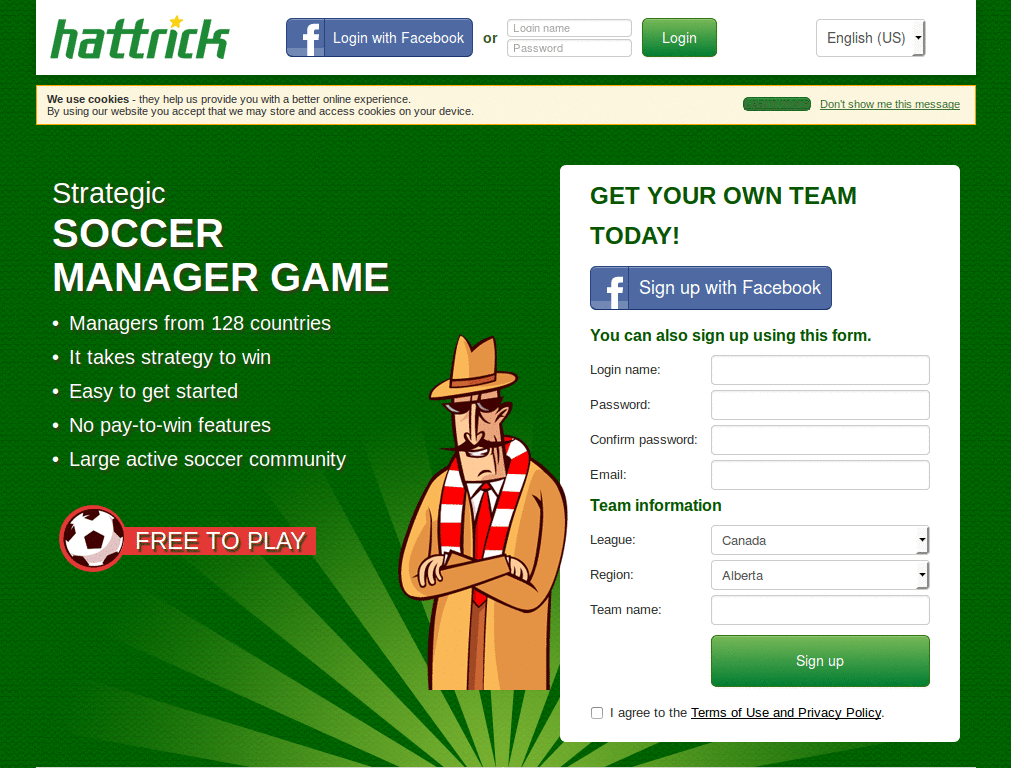 hattrick
Login with Facebook
or
Login name
Password
Login
English (US)
We use cookies - they help us provide you with a better online experience.
By using our website you accept that we may store and access cookies on your device.
Don't show me this message
Strategic
SOCCER
MANAGER GAME
• Managers from 128 countries
• It takes strategy to win
• Easy to get started
• No pay-to-win features
• Large active soccer community
FREE TO PLAY
GET YOUR OWN TEAM
TODAY!
Sign up with Facebook
You can also sign up using this form.
Login name:
Password:
Confirm password:
Email:
Team information
League: Canada
Region: Alberta
Team name:
Sign up
I agree to the Terms of Use and Privacy Policy.